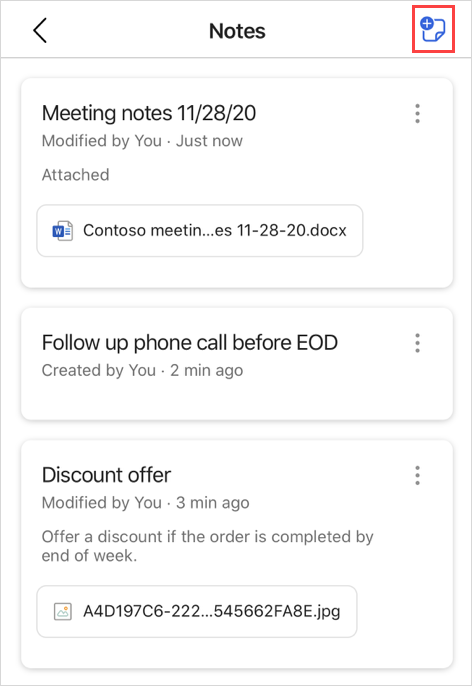 Notes
Meeting notes 11/28/20
Modified by You · Just now
Attached
Contoso meetin...es 11-28-20.docx
Follow up phone call before EOD
Created by You · 2 min ago
Discount offer
Modified by You · 3 min ago
Offer a discount if the order is completed by
end of week.
A4D197C6-222...545662FA8E.jpg